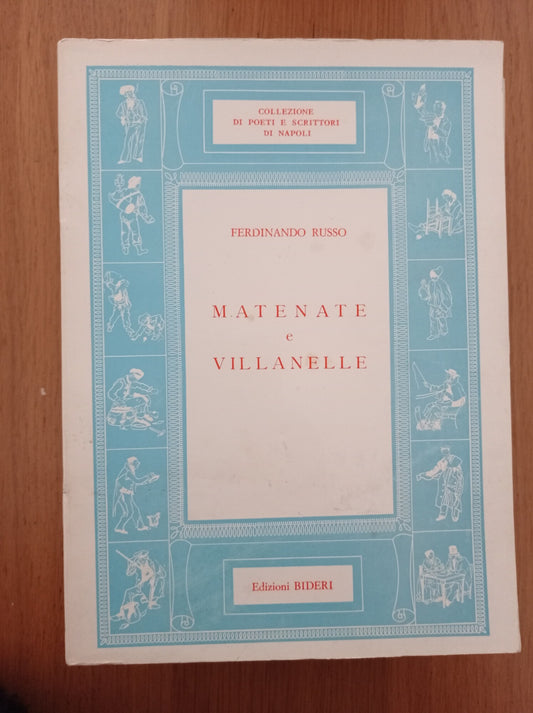 COLLEZIONE
DI POETI E SCRITTORI
DI NAPOLI
FERDINANDO RUSSO
MATENATE
e
VILLANELLE
Edizioni BIDERI